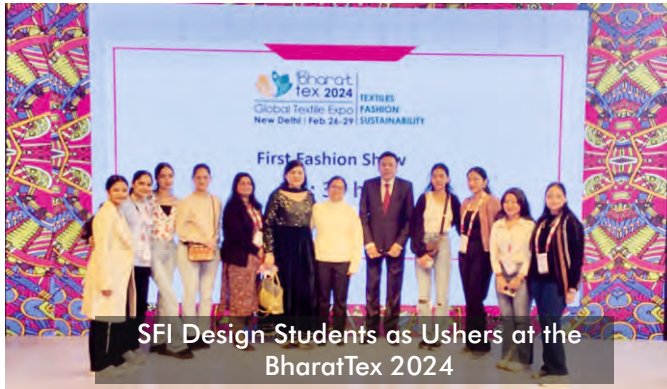 Bharat
tex 2024
Global Textile Expo
New Delhi | Feb 26-29
TEXTILES
FASHION
SUSTAINABILITY
First Fashion Show
SFI Design Students as Ushers at the
BharatTex 2024